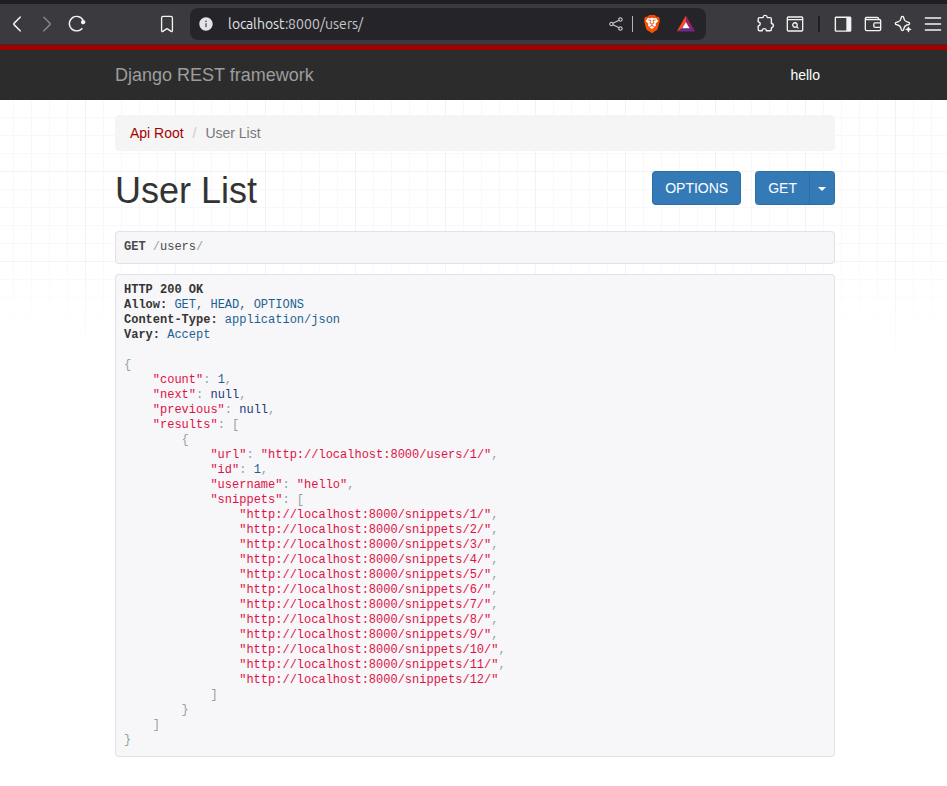 localhost:8000/users/
Django REST framework
hello
Api Root / User List
User List
OPTIONS
GET
GET /users/
HTTP 200 OK
Allow: GET, HEAD, OPTIONS
Content-Type: application/json
Vary: Accept
{
    "count": 1,
    "next": null,
    "previous": null,
    "results": [
        {
            "url": "http://localhost:8000/users/1/",
            "id": 1,
            "username": "hello",
            "snippets": [
                "http://localhost:8000/snippets/1/",
                "http://localhost:8000/snippets/2/",
                "http://localhost:8000/snippets/3/",
                "http://localhost:8000/snippets/4/",
                "http://localhost:8000/snippets/5/",
                "http://localhost:8000/snippets/6/",
                "http://localhost:8000/snippets/7/",
                "http://localhost:8000/snippets/8/",
                "http://localhost:8000/snippets/9/",
                "http://localhost:8000/snippets/10/",
                "http://localhost:8000/snippets/11/",
                "http://localhost:8000/snippets/12/"
            ]
        }
    ]
}